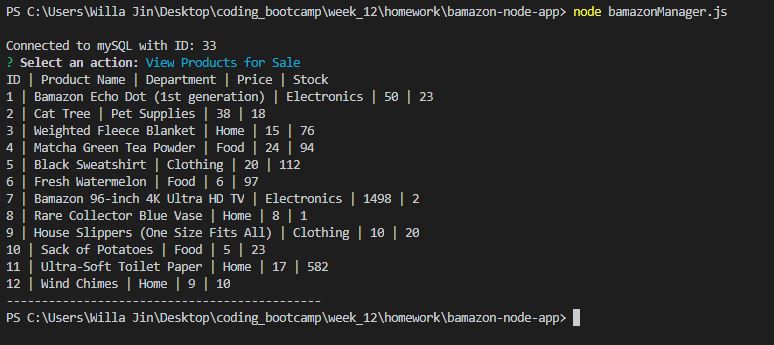 PS C:\Users\Willa Jin\Desktop\coding_bootcamp\week_12\homework\bamazon-node-app> node bamazonManager.js
Connected to mySQL with ID: 33
? Select an action: View Products for Sale
ID | Product Name | Department | Price | Stock
1 | Bamazon Echo Dot (1st generation) | Electronics | 50 | 23
2 | Cat Tree | Pet Supplies | 38 | 18
3 | Weighted Fleece Blanket | Home | 15 | 76
4 | Matcha Green Tea Powder | Food | 24 | 94
5 | Black Sweatshirt | Clothing | 20 | 112
6 | Fresh Watermelon | Food | 6 | 97
7 | Bamazon 96-inch 4K Ultra HD TV | Electronics | 1498 | 2
8 | Rare Collector Blue Vase | Home | 8 | 1
9 | House Slippers (One Size Fits All) | Clothing | 10 | 20
10 | Sack of Potatoes | Food | 5 | 23
11 | Ultra-Soft Toilet Paper | Home | 17 | 582
12 | Wind Chimes | Home | 9 | 10
---------------------------------------------
PS C:\Users\Willa Jin\Desktop\coding_bootcamp\week_12\homework\bamazon-node-app>